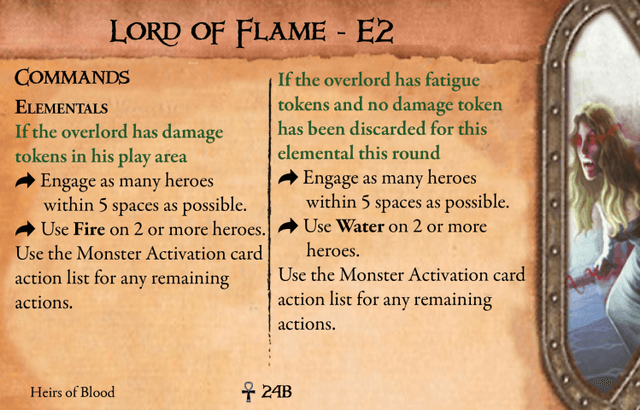 Lord of Flame - E2
Commands
Elementals
If the overlord has damage
tokens in his play area
Engage as many heroes
within 5 spaces as possible.
Use Fire on 2 or more heroes.
Use the Monster Activation card
action list for any remaining
actions.
If the overlord has fatigue
tokens and no damage token
has been discarded for this
elemental this round
Engage as many heroes
within 5 spaces as possible.
Use Water on 2 or more
heroes.
Use the Monster Activation card
action list for any remaining
actions.
Heirs of Blood
24B